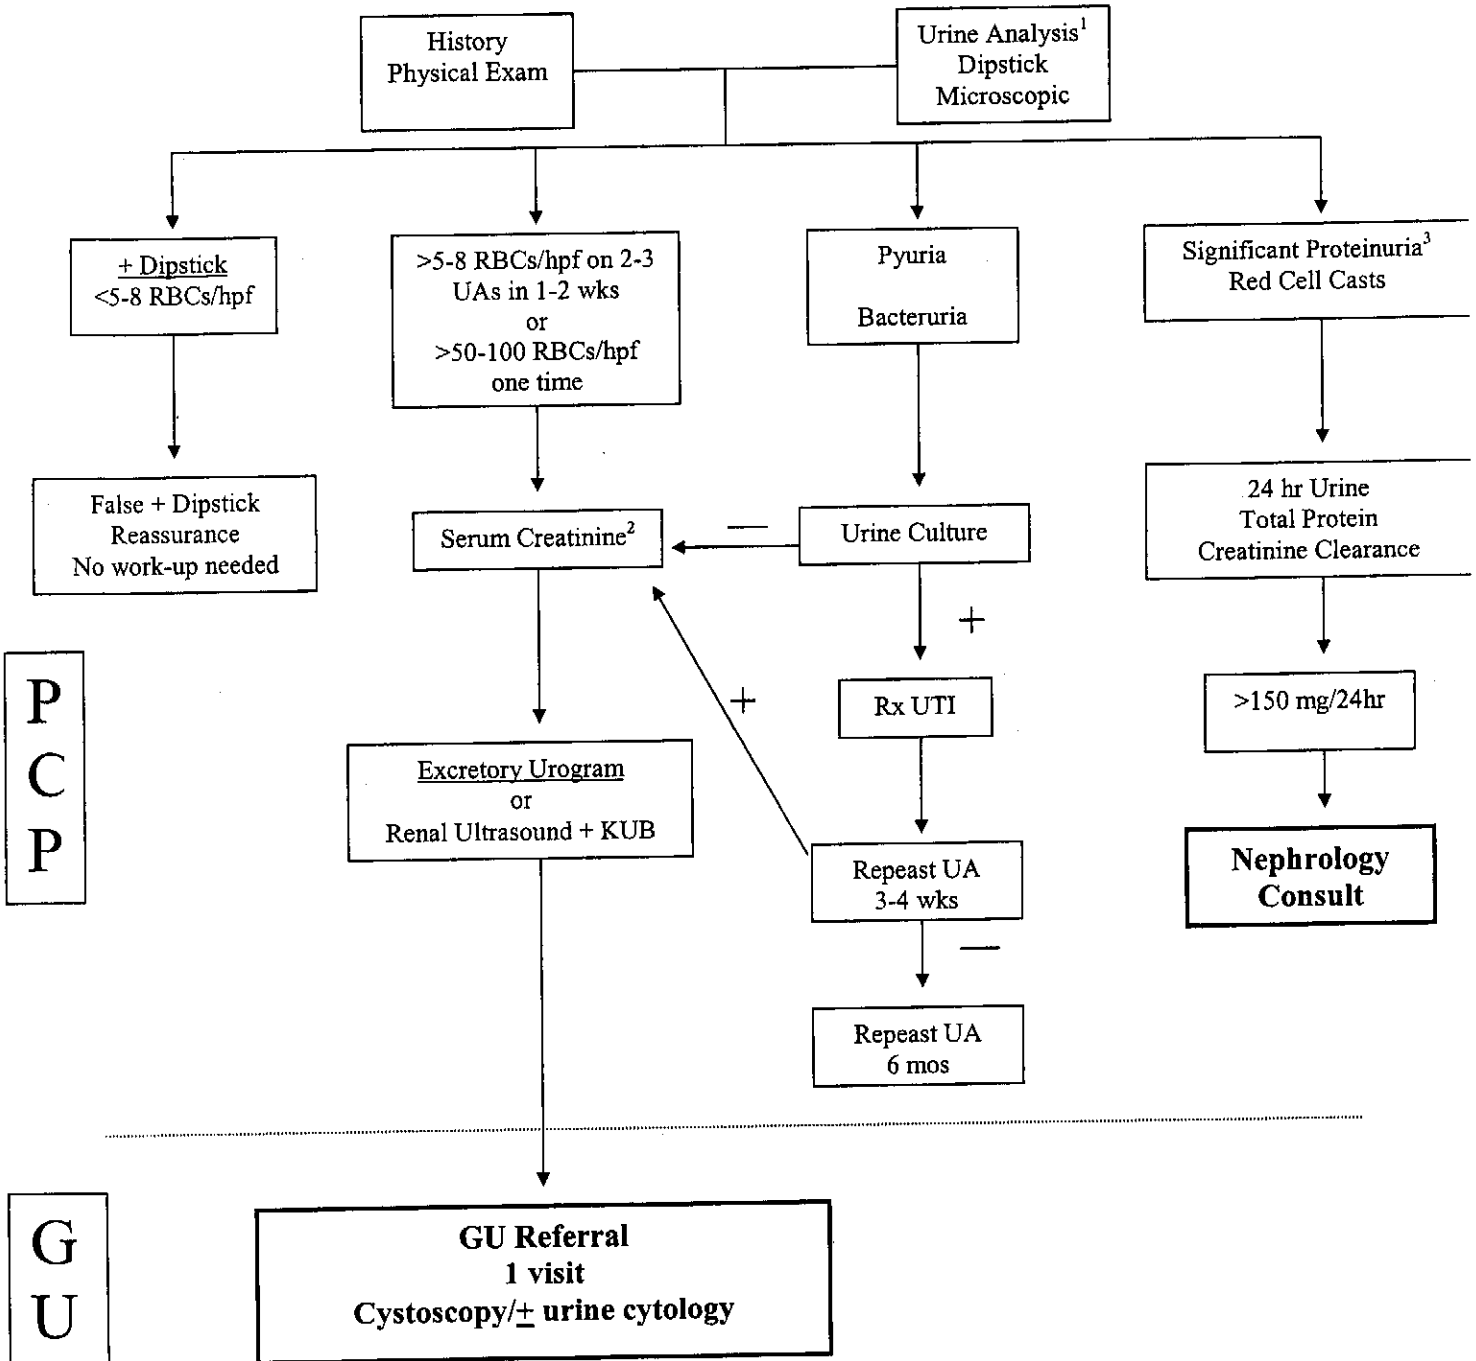 History
Physical Exam
Urine Analysis¹
Dipstick
Microscopic
+ Dipstick
<5-8 RBCs/hpf
>5-8 RBCs/hpf on 2-3
UAs in 1-2 wks
or
>50-100 RBCs/hpf
one time
Pyuria
Bacteruria
Significant Proteinuria³
Red Cell Casts
False + Dipstick
Reassurance
No work-up needed
Serum Creatinine²
—
Urine Culture
24 hr Urine
Total Protein
Creatinine Clearance
+
P
C
P
+
Rx UTI
>150 mg/24hr
Excretory Urogram
or
Renal Ultrasound + KUB
Repeast UA
3-4 wks
Nephrology
Consult
—
Repeast UA
6 mos
G
U
GU Referral
1 visit
Cystoscopy/± urine cytology